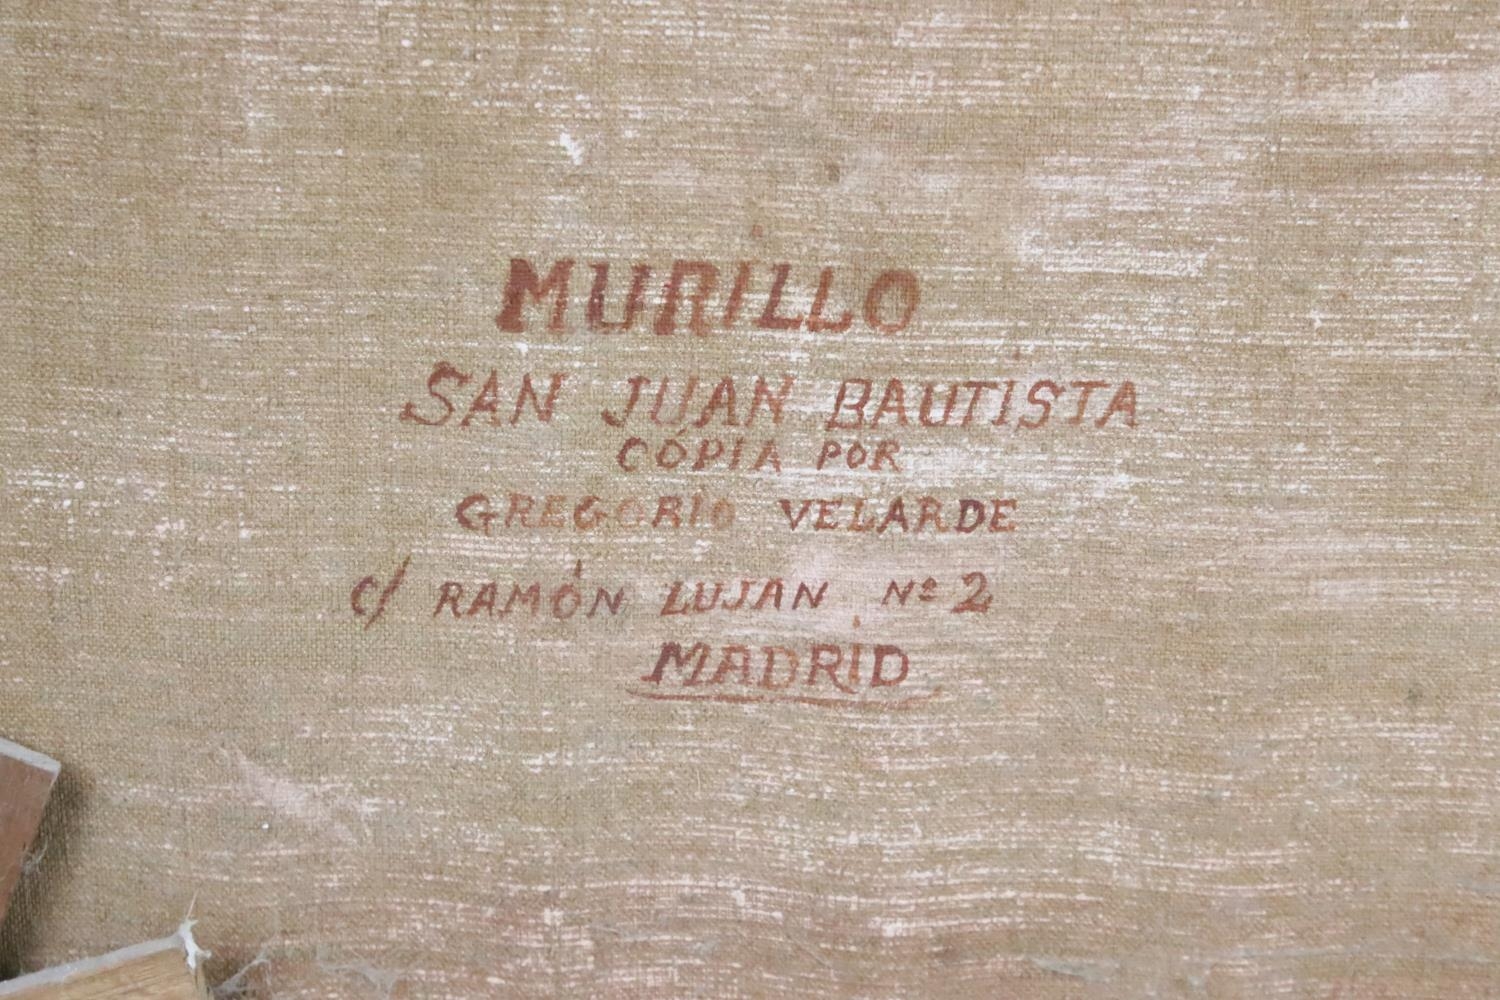 MURILLO
SAN JUAN BAUTISTA
CÓPIA POR
GREGORIO VELARDE
c/ RAMÓN LUJAN Nº 2
MADRID